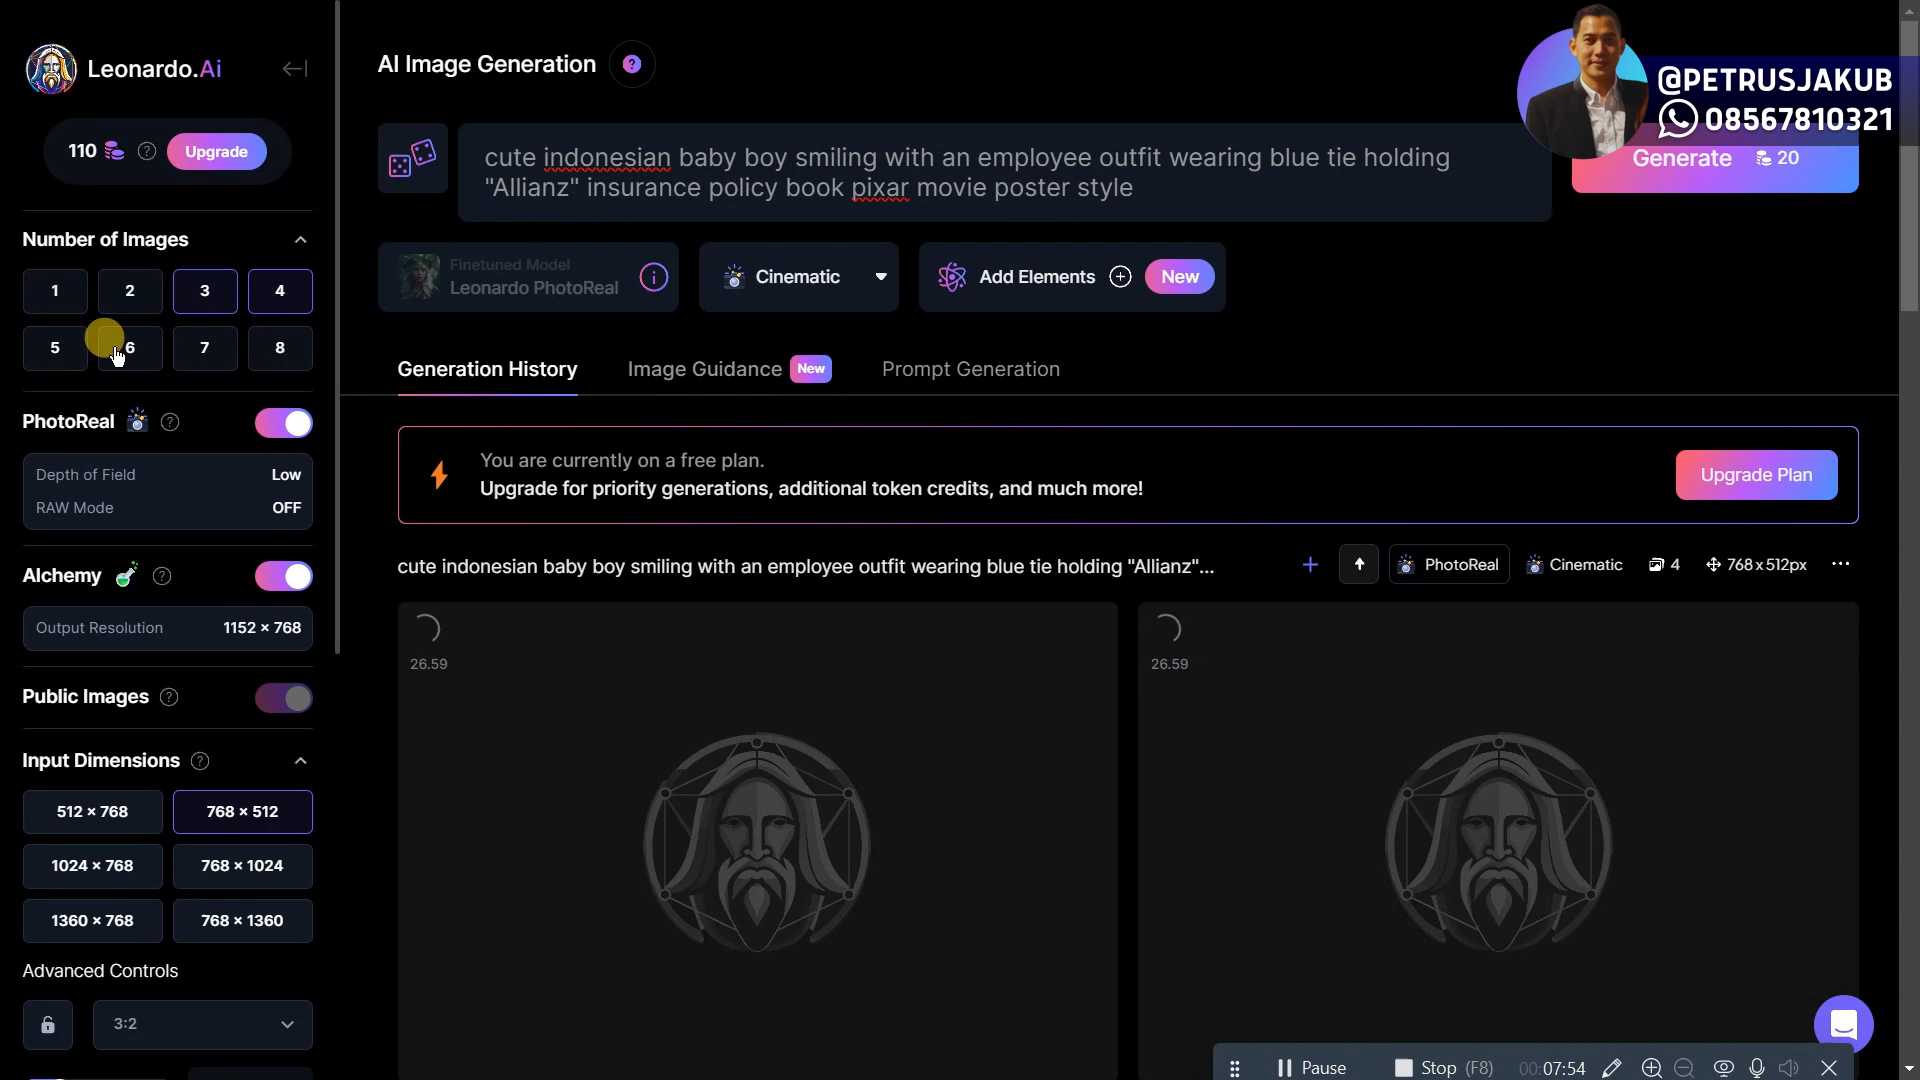 Leonardo.Ai
110
Upgrade
Number of Images
1
2
3
4
5
6
7
8
PhotoReal
Depth of Field Low
RAW Mode OFF
Alchemy
Output Resolution 1152 × 768
Public Images
Input Dimensions
512 × 768
768 × 512
1024 × 768
768 × 1024
1360 × 768
768 × 1360
Advanced Controls
3:2
AI Image Generation
@PETRUSJAKUB
08567810321
cute indonesian baby boy smiling with an employee outfit wearing blue tie holding
"Allianz" insurance policy book pixar movie poster style
Generate 20
Finetuned Model
Leonardo PhotoReal
Cinematic
Add Elements
New
Generation History
Image Guidance New
Prompt Generation
You are currently on a free plan.
Upgrade for priority generations, additional token credits, and much more!
Upgrade Plan
cute indonesian baby boy smiling with an employee outfit wearing blue tie holding "Allianz"...
PhotoReal
Cinematic
4
768 x 512px
26.59
26.59
Pause
Stop (F8)
00:07:54